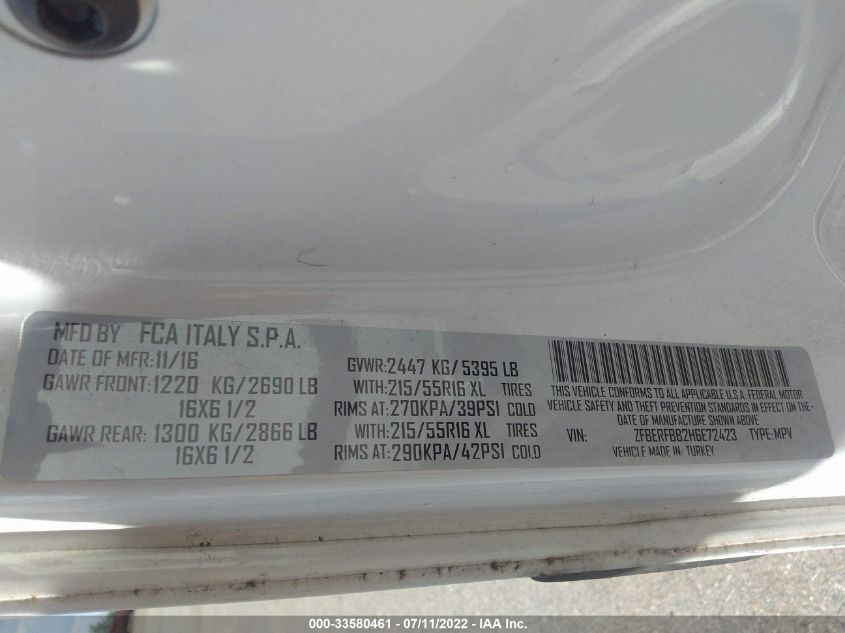 MFD BY FCA ITALY S.P.A.
DATE OF MFR:11/16
GAWR FRONT:1220 KG/2690 LB
16X6 1/2
GAWR REAR: 1300 KG/2866 LB
16X6 1/2
GVWR:2447 KG/5395 LB
WITH:215/55R16 XL TIRES
RIMS AT:270KPA/39PSI COLD
WITH:215/55R16 XL TIRES
RIMS AT:290KPA/42PSI COLD
THIS VEHICLE CONFORMS TO ALL APPLICABLE U.S.A. FEDERAL MOTOR
VEHICLE SAFETY AND THEFT PREVENTION STANDARDS IN EFFECT ON THE
DATE OF MANUFACTURE SHOWN ABOVE
VIN: ZFBERFBB2H6E72423 TYPE:MPV
VEHICLE MADE IN: TURKEY
000-33580461 - 07/11/2022 - IAA Inc.